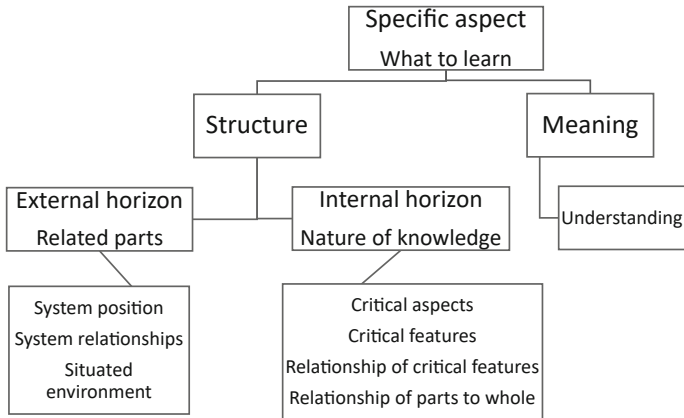 Specific aspect
What to learn
Structure
Meaning
External horizon
Related parts
Internal horizon
Nature of knowledge
Understanding
System position
System relationships
Situated
environment
Critical aspects
Critical features
Relationship of critical features
Relationship of parts to whole